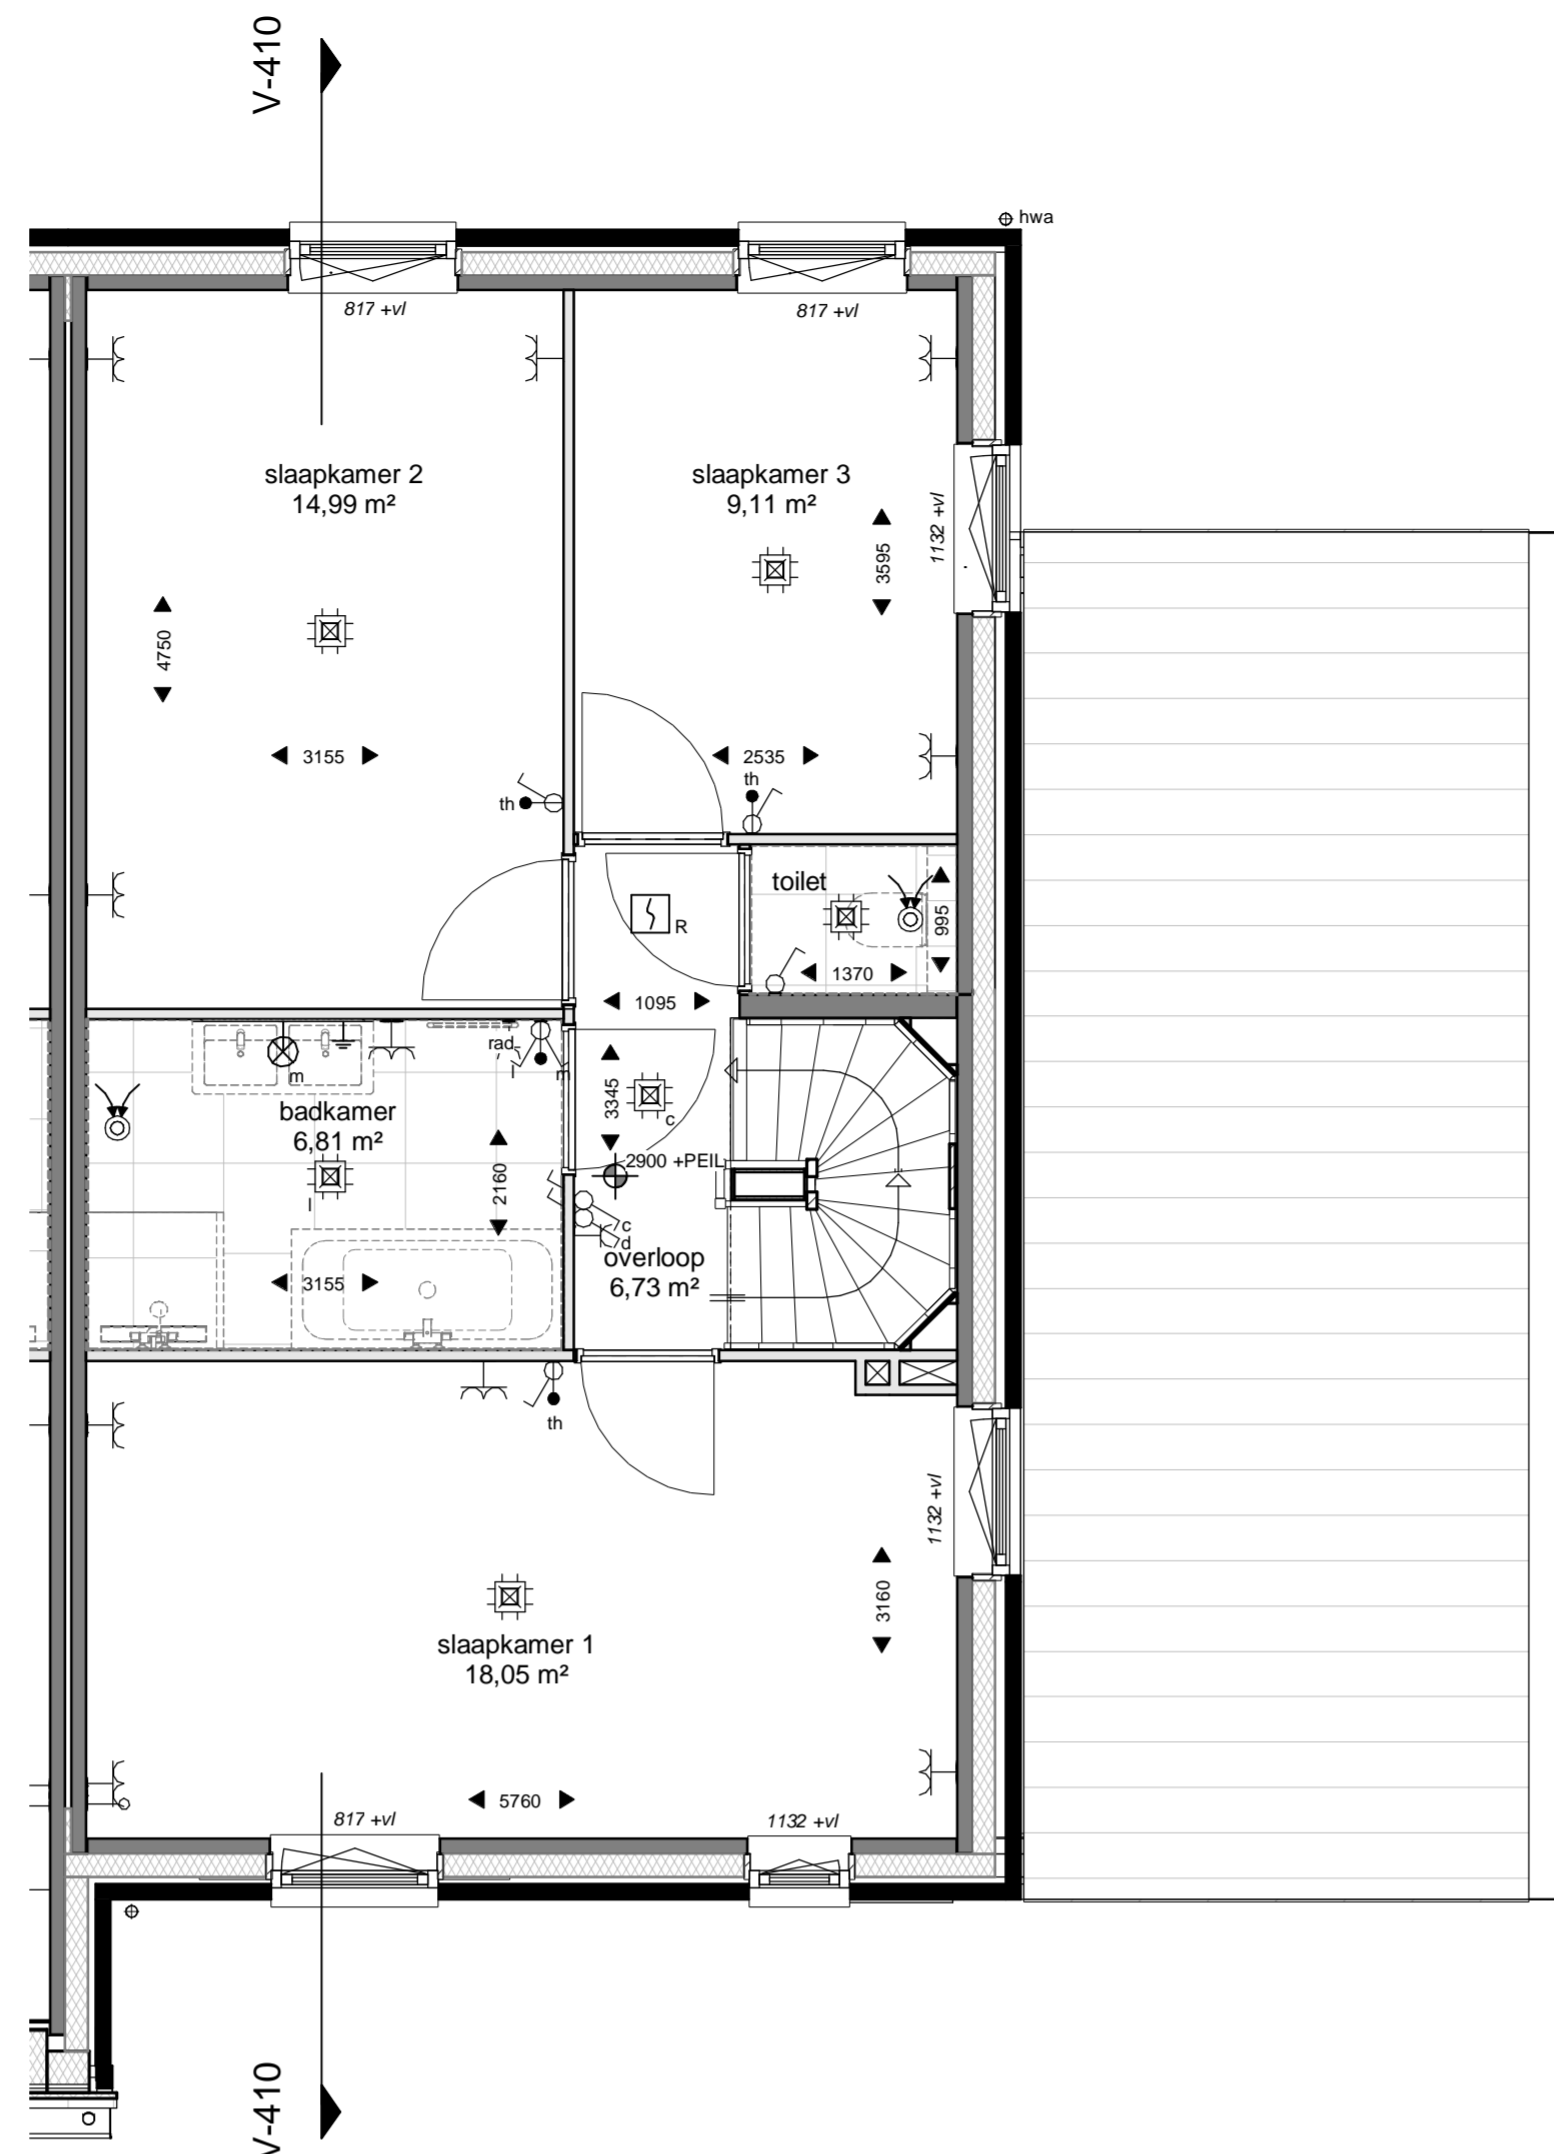 V-410
hwa
817 +vl
817 +vl
slaapkamer 2
14,99 m²
slaapkamer 3
9,11 m²
1132 +vl
3595
4750
3155
2535
th
th
toilet
995
R
1370
1095
rad
l
m
m
3345
c
badkamer
6,81 m²
l
2160
2900 +PEIL
c
d
overloop
6,73 m²
3155
th
1132 +vl
3160
slaapkamer 1
18,05 m²
5760
817 +vl
1132 +vl
V-410